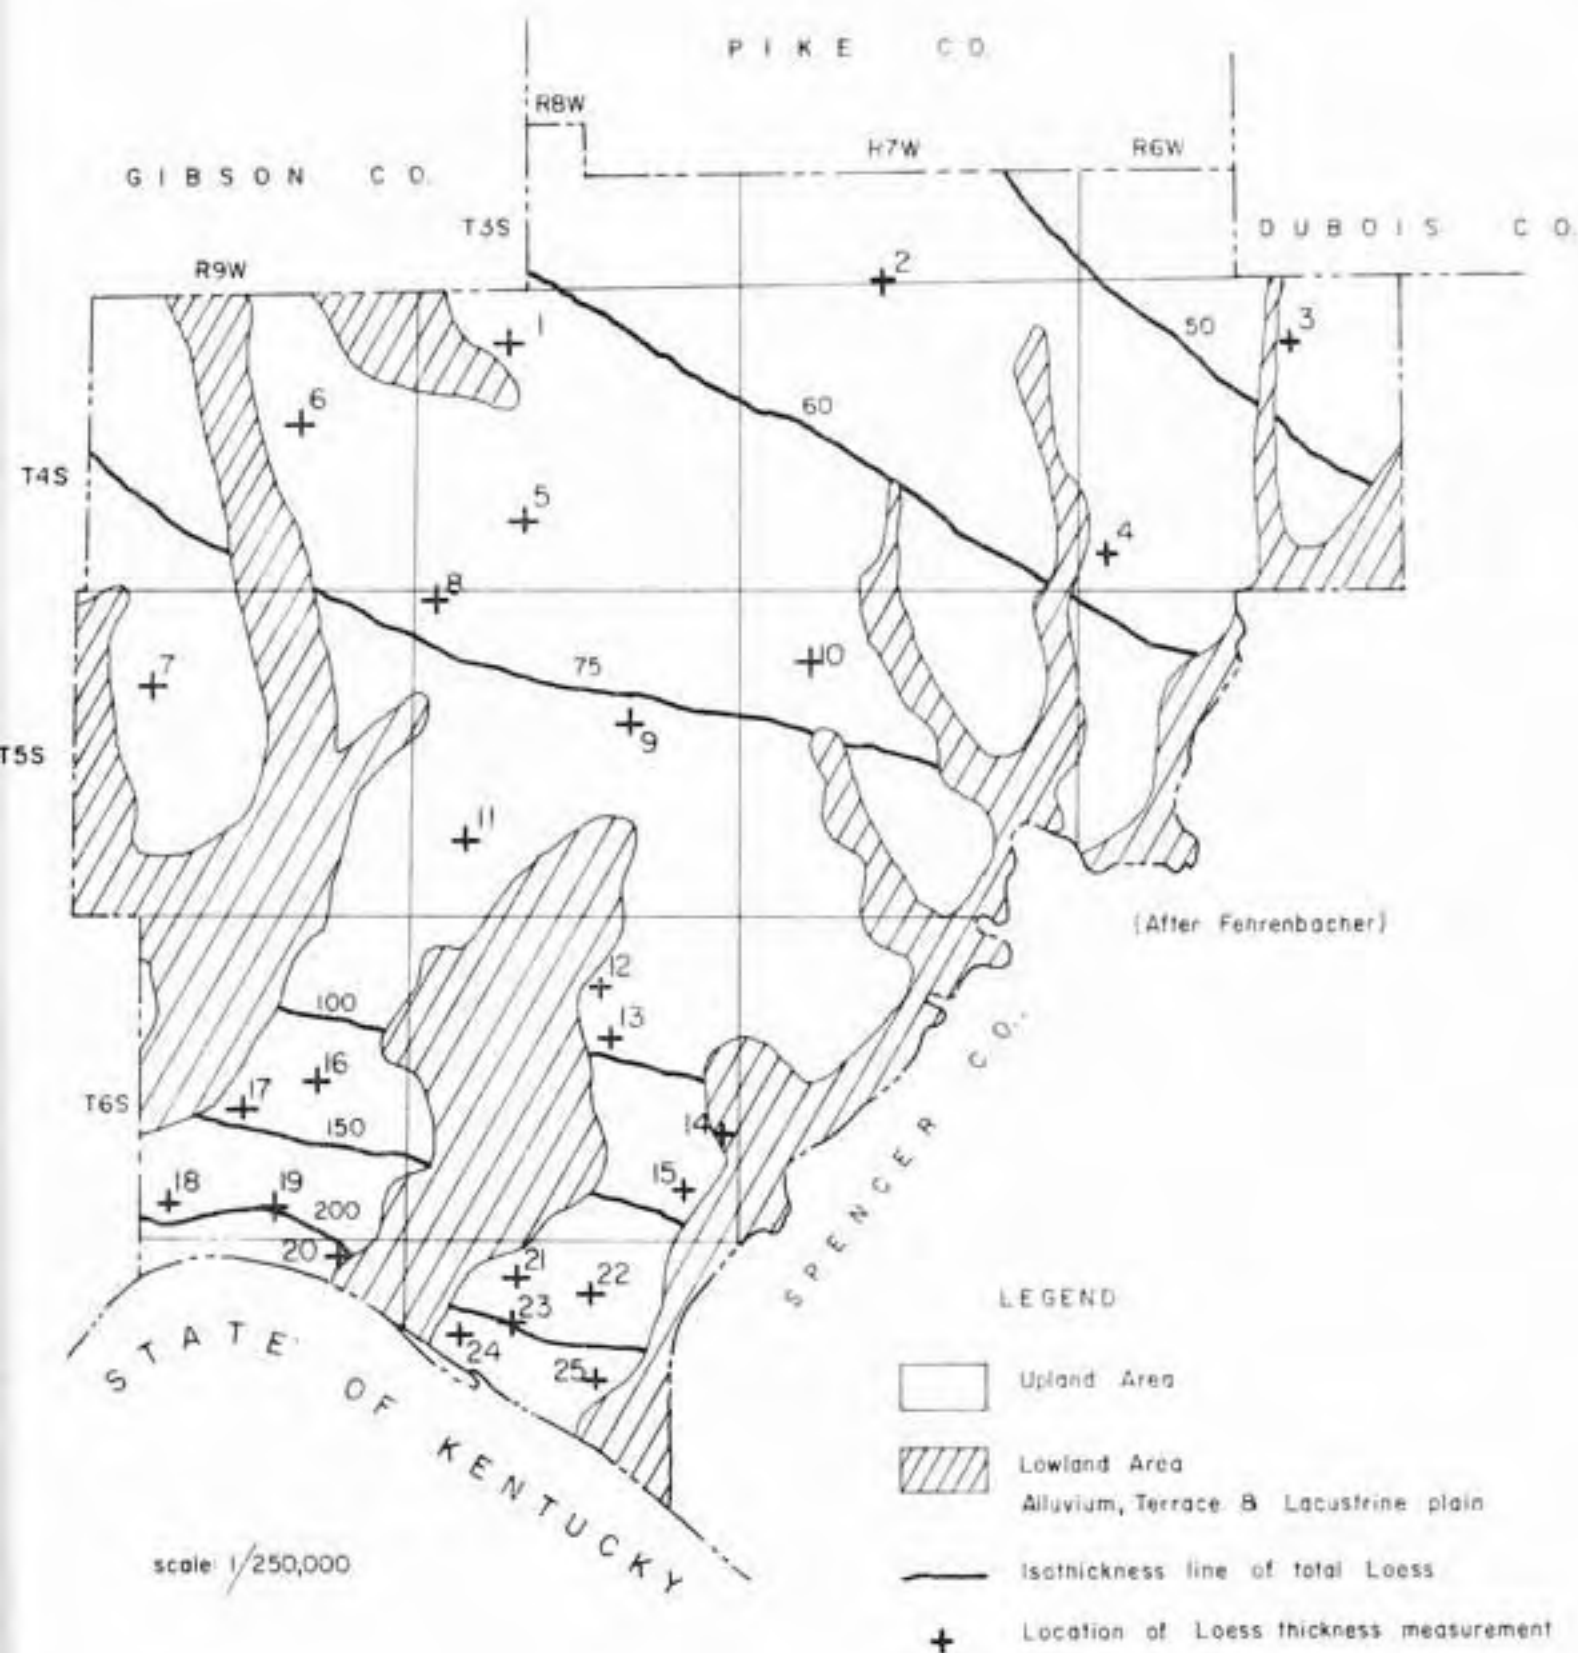 PIKE CO.
R8W
R7W
R6W
GIBSON CO.
T3S
DUBOIS CO.
R9W
2
1
50
3
6
60
T4S
5
4
8
7
75
10
9
T5S
11
(After Fehrenbacher)
12
100
13
16
17
T6S
150
14
15
18
19
200
20
21
22
23
24
25
SPENCER CO.
STATE OF KENTUCKY
scale 1/250,000
LEGEND
Upland Area
Lowland Area
Alluvium, Terrace & Lacustrine plain
Isothickness line of total Loess
Location of Loess thickness measurement